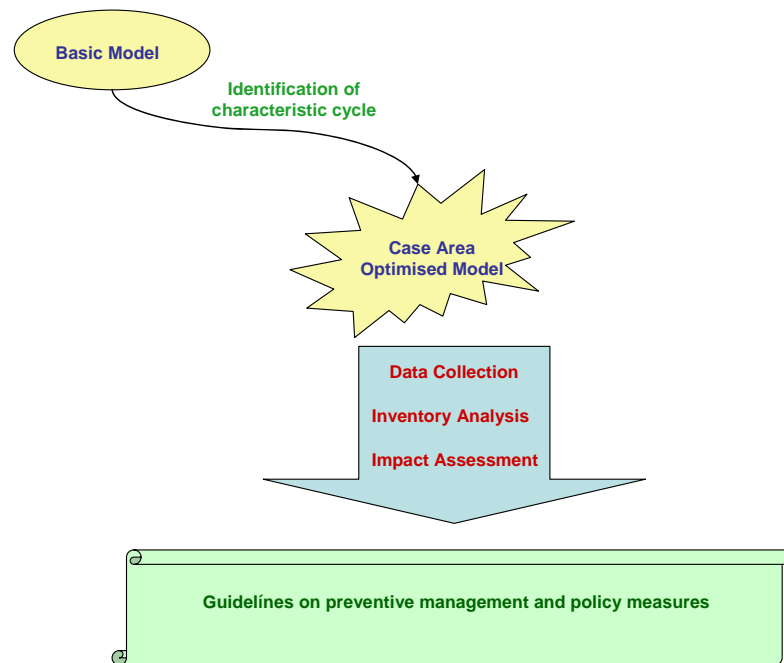 Basic Model
Identification of
characteristic cycle
Case Area
Optimised Model
Data Collection
Inventory Analysis
Impact Assessment
Guidelínes on preventive management and policy measures